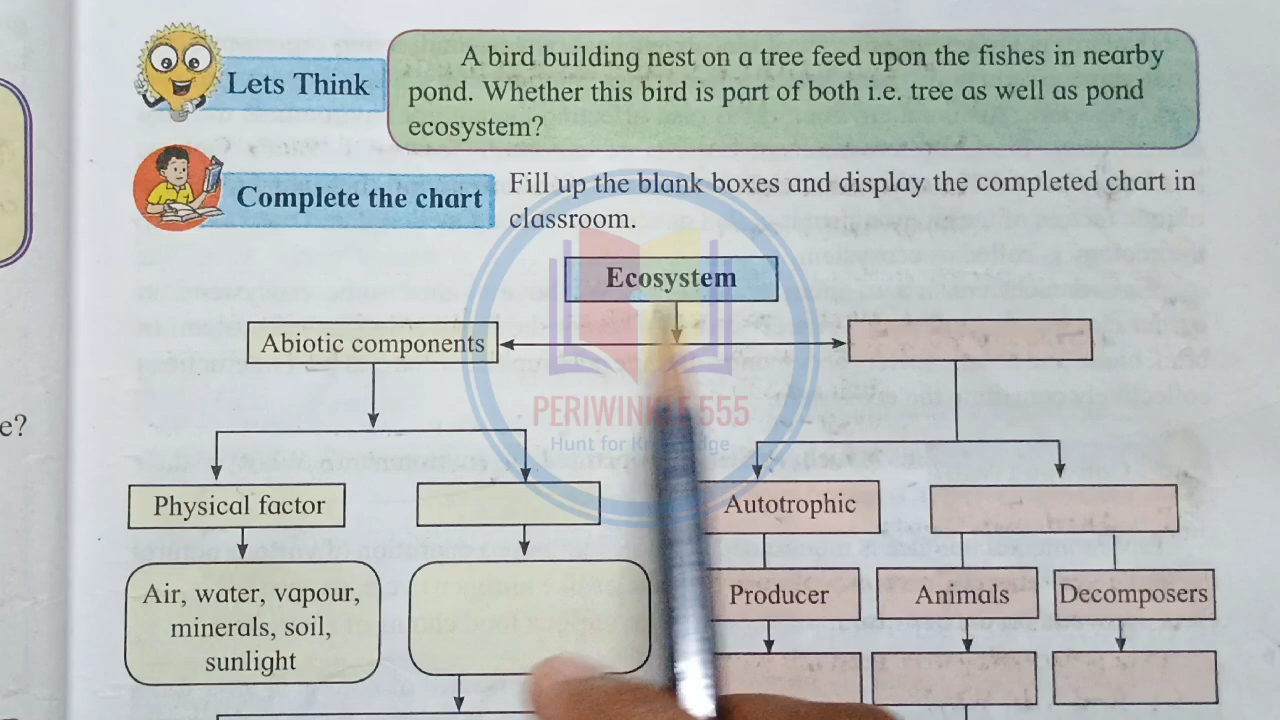 Lets Think
A bird building nest on a tree feed upon the fishes in nearby
pond. Whether this bird is part of both i.e. tree as well as pond
ecosystem?
Complete the chart
Fill up the blank boxes and display the completed chart in
classroom.
Ecosystem
Abiotic components
PERIWINKLE 555
Hunt for Knowledge
Physical factor
Autotrophic
Air, water, vapour,
minerals, soil,
sunlight
Producer
Animals
Decomposers
e?